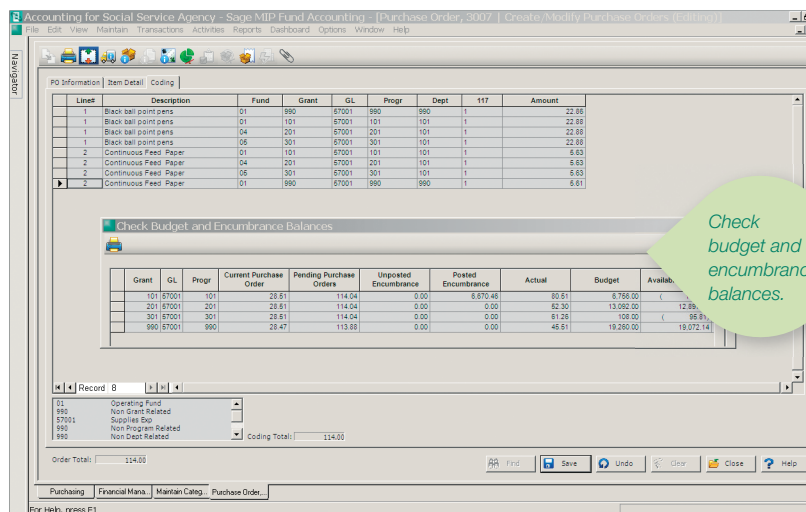 Accounting for Social Service Agency - Sage MIP Fund Accounting - [Purchase Order, 3007 | Create/Modify Purchase Orders (Editing)]
File Edit View Maintain Transactions Activities Reports Dashboard Options Window Help
Navigator
PO Information Item Detail Coding
Line# Description Fund Grant GL Progr Dept 117 Amount
1 Black ball point pens 01 990 57001 990 990 1 22.86
1 Black ball point pens 01 101 57001 101 101 1 22.88
1 Black ball point pens 04 201 57001 201 101 1 22.88
1 Black ball point pens 05 301 57001 301 101 1 22.88
2 Continuous Feed Paper 01 101 57001 101 101 1 5.63
2 Continuous Feed Paper 04 201 57001 201 101 1 5.63
2 Continuous Feed Paper 05 301 57001 301 101 1 5.63
2 Continuous Feed Paper 01 990 57001 990 990 1 5.61
Check Budget and Encumbrance Balances
Grant GL Progr Current Purchase Order Pending Purchase Orders Unposted Encumbrance Posted Encumbrance Actual Budget
101 57001 101 28.51 114.04 0.00 6,670.46 80.51 6,756.00 (
201 57001 201 28.51 114.04 0.00 0.00 52.30 13,092.00
301 57001 301 28.51 114.04 0.00 0.00 61.26 108.00 ( 95.81)
990 57001 990 28.47 113.88 0.00 0.00 45.51 19,260.00 19,072.14
Check
budget and
encumbranc
balances.
Record 8
01 Operating Fund
990 Non Grant Related
57001 Supplies Exp
990 Non Program Related
990 Non Dept Related
Coding Total: 114.00
Order Total: 114.00
Find Save Undo Clear Close Help
Purchasing Financial Mana... Maintain Categ... Purchase Order,...
For Help, press F1